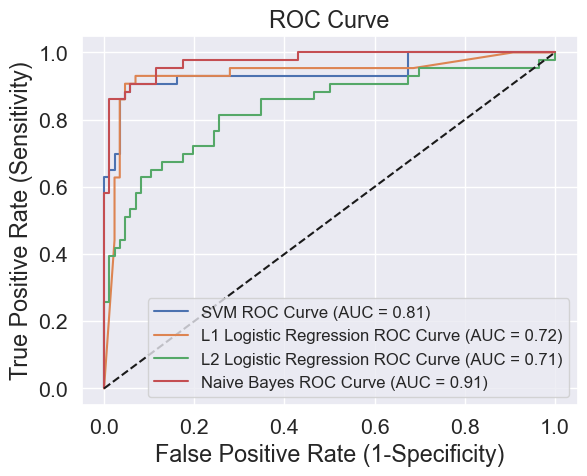 ROC Curve
True Positive Rate (Sensitivity)
1.0
0.8
0.6
0.4
0.2
0.0
SVM ROC Curve (AUC = 0.81)
L1 Logistic Regression ROC Curve (AUC = 0.72)
L2 Logistic Regression ROC Curve (AUC = 0.71)
Naive Bayes ROC Curve (AUC = 0.91)
0.0 0.2 0.4 0.6 0.8 1.0
False Positive Rate (1-Specificity)